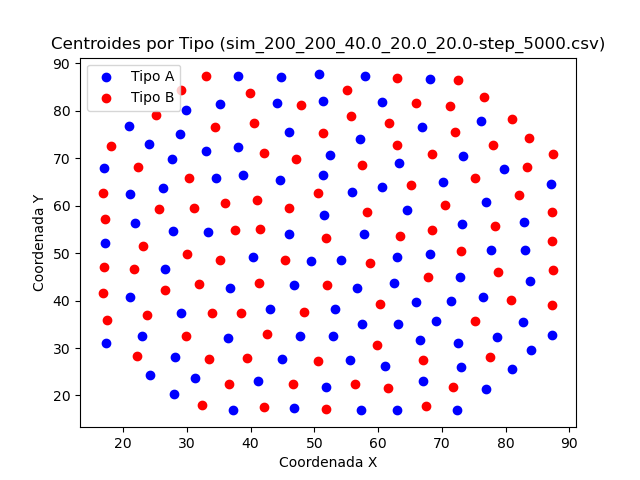 Centroides por Tipo (sim_200_200_40.0_20.0_20.0-step_5000.csv)
Tipo A
Tipo B
90
80
70
60
50
40
30
20
Coordenada Y
20 30 40 50 60 70 80 90
Coordenada X